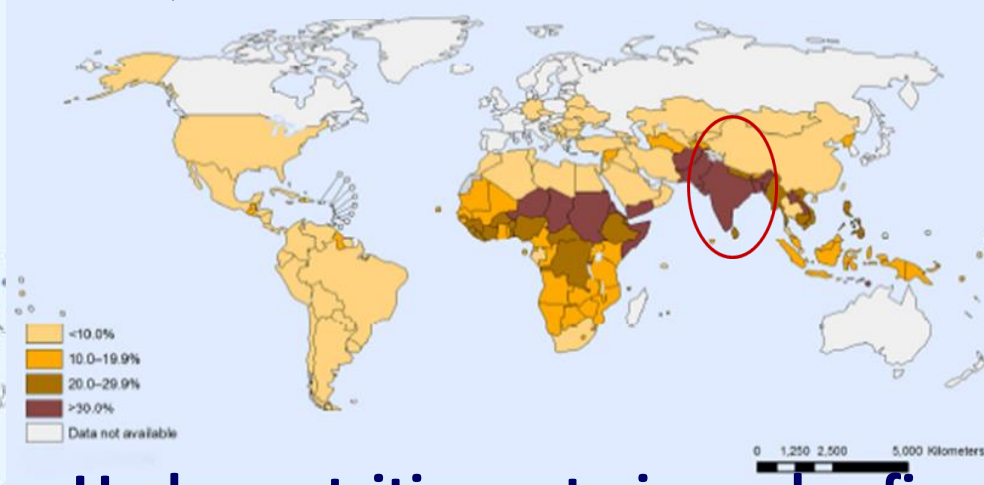 <10.0%
10.0–19.9%
20.0–29.9%
>30.0%
Data not available
0 1,250 2,500 5,000 Kilometers